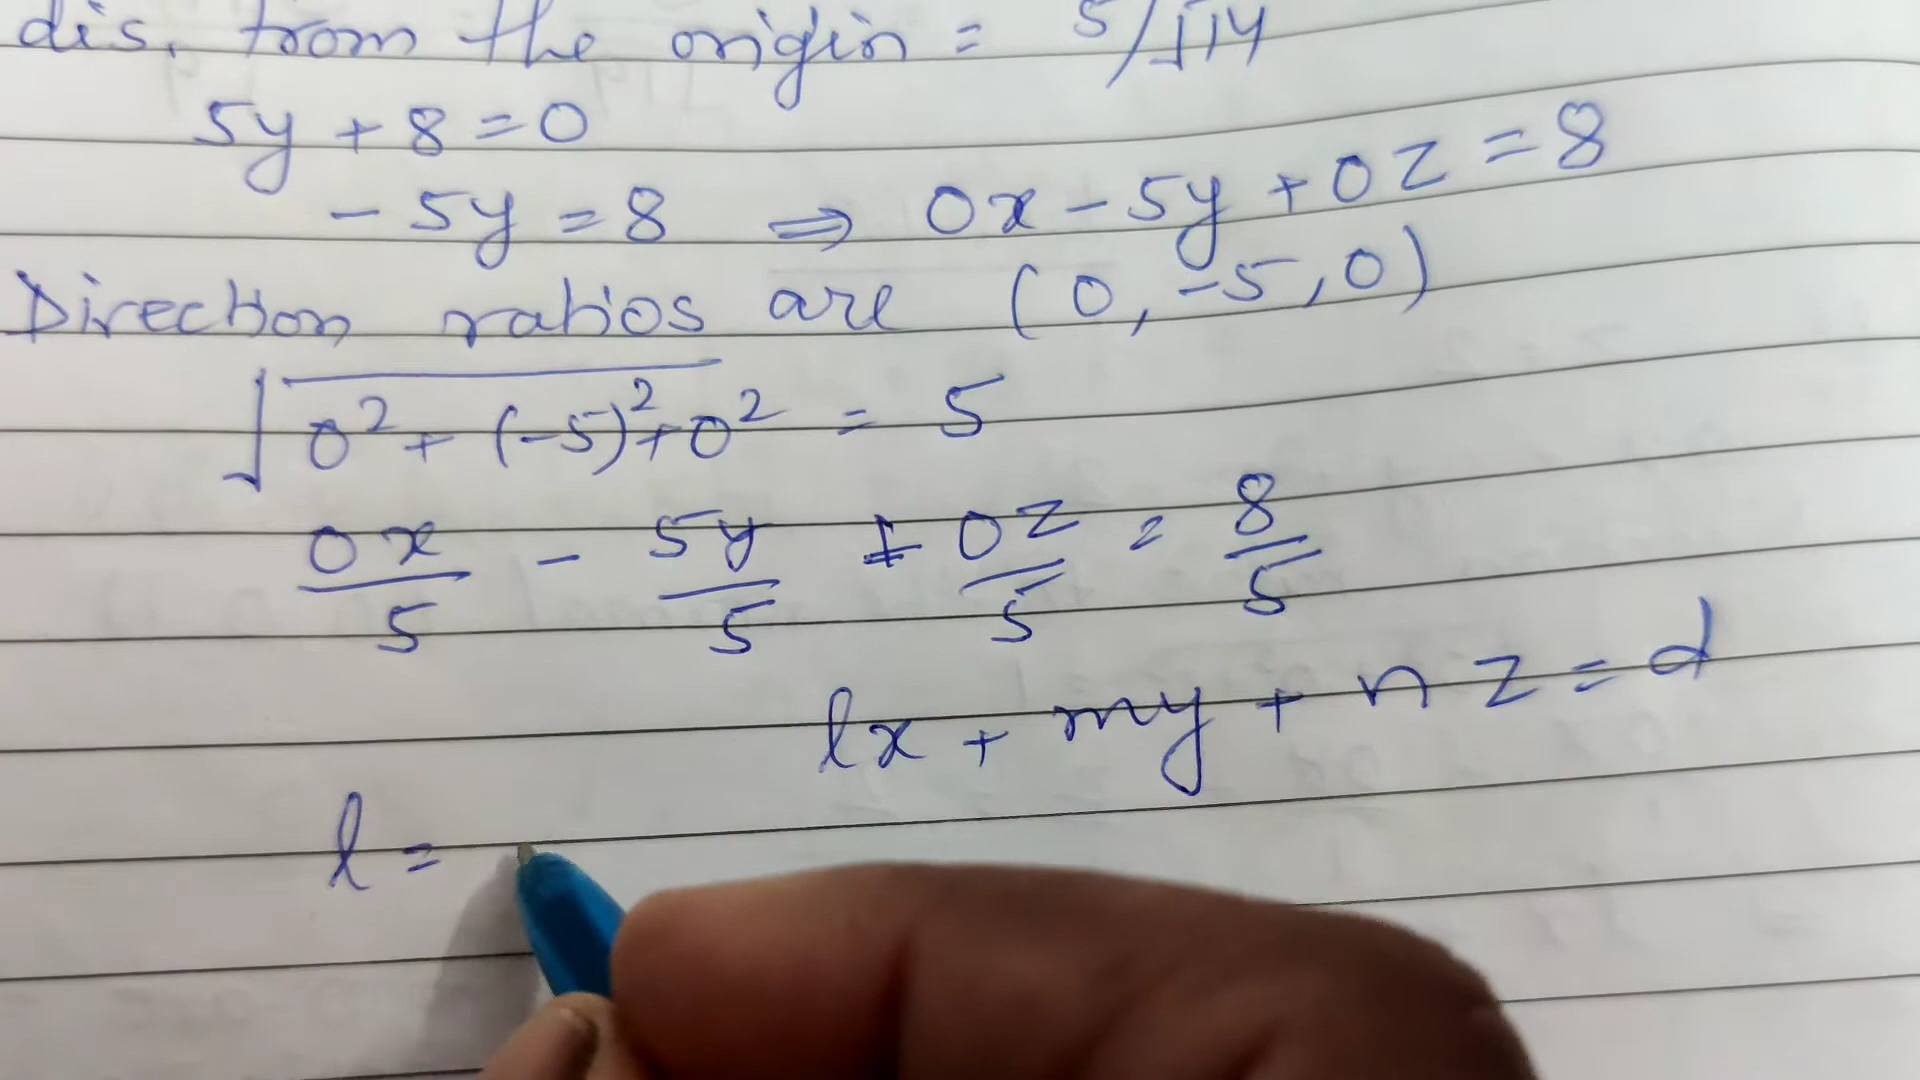 dis. from the origin = 5/√14
5y + 8 = 0
- 5y = 8 ⇒ 0x - 5y + 0z = 8
Direction ratios are (0, -5, 0)
√0² + (-5)² + 0² = 5
0x/5 - 5y/5 + 0z/5 = 8/5
lx + my + nz = d
l =